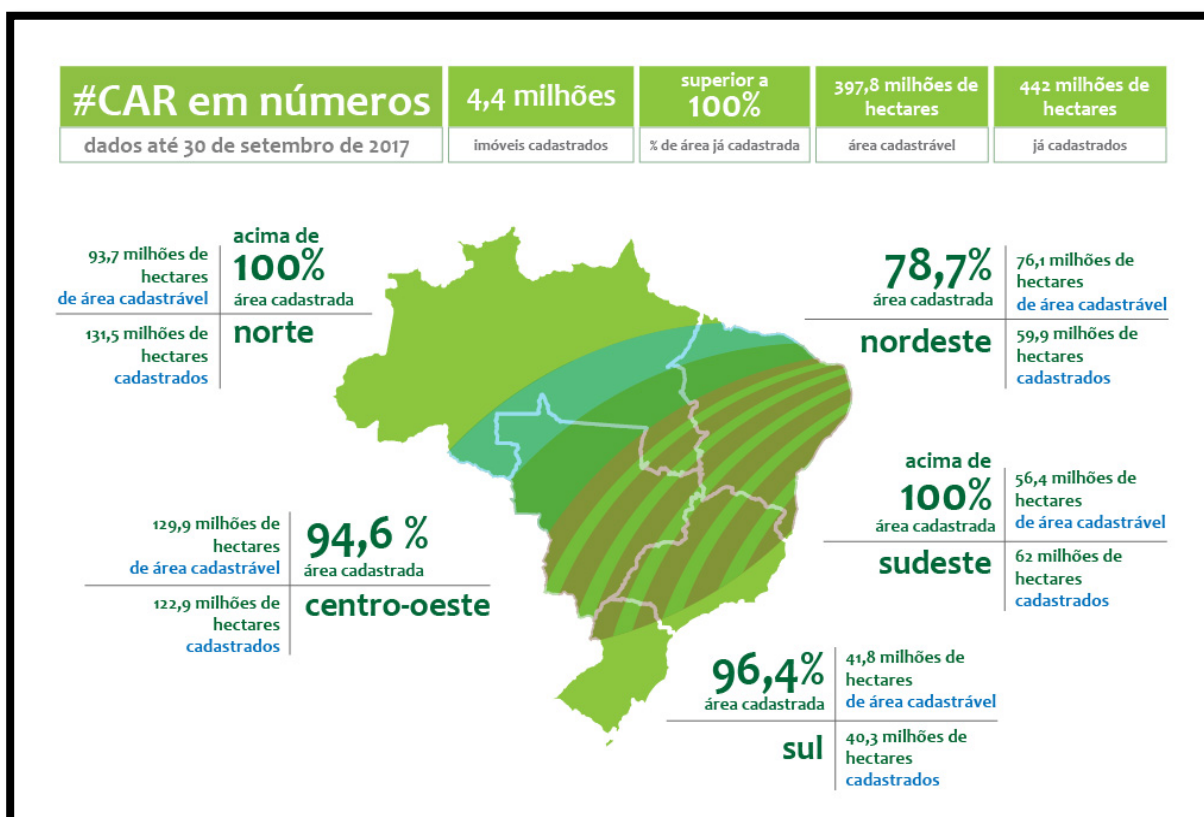 #CAR em números
dados até 30 de setembro de 2017
4,4 milhões
imóveis cadastrados
superior a
100%
% de área já cadastrada
397,8 milhões de
hectares
área cadastrável
442 milhões de
hectares
já cadastrados
93,7 milhões de
hectares
de área cadastrável
131,5 milhões de
hectares
cadastrados
acima de
100%
área cadastrada
norte
78,7%
área cadastrada
nordeste
76,1 milhões de
hectares
de área cadastrável
59,9 milhões de
hectares
cadastrados
129,9 milhões de
hectares
de área cadastrável
122,9 milhões de
hectares
cadastrados
94,6 %
área cadastrada
centro-oeste
acima de
100%
área cadastrada
sudeste
56,4 milhões de
hectares
de área cadastrável
62 milhões de
hectares
cadastrados
96,4%
área cadastrada
sul
41,8 milhões de
hectares
de área cadastrável
40,3 milhões de
hectares
cadastrados